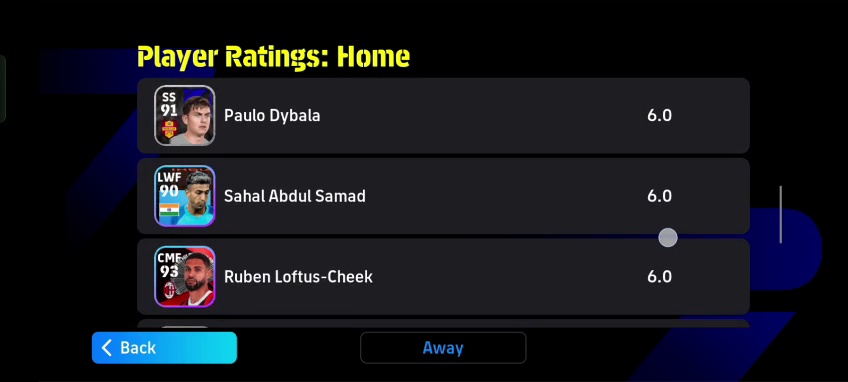 Player Ratings: Home
SS
91
Paulo Dybala
6.0
LWF
90
Sahal Abdul Samad
6.0
CMF
93
Ruben Loftus-Cheek
6.0
Back
Away